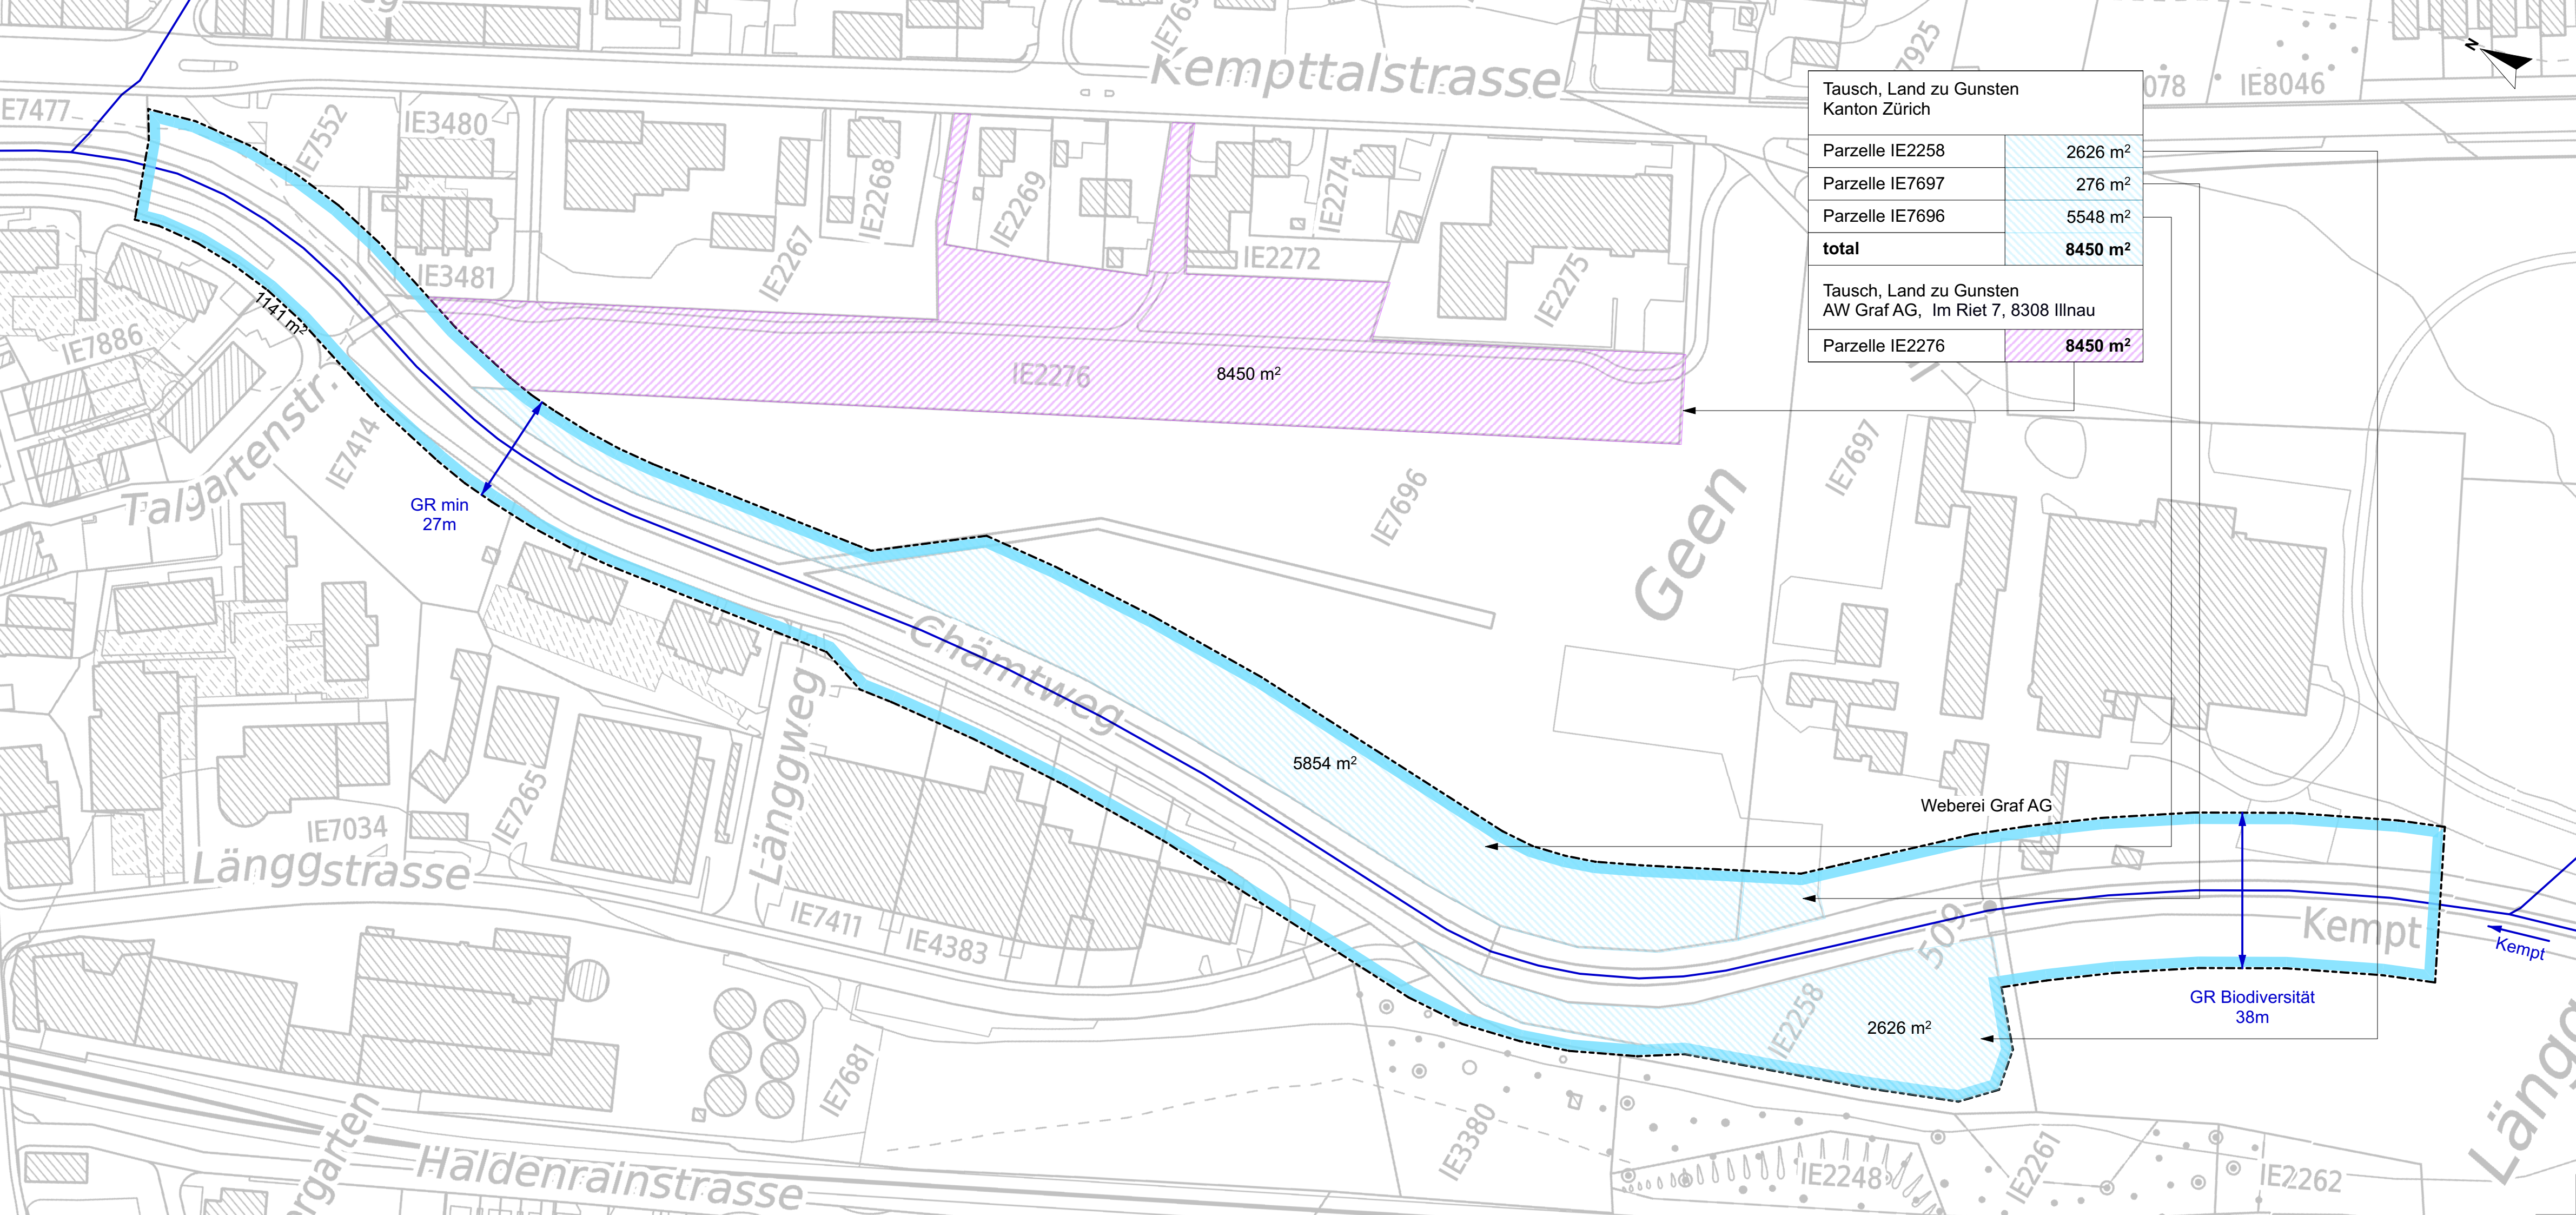 Kempttalstrasse
IE7925
078
IE8046
N
IE7477
IE7552
IE3480
IE3481
IE2268
IE2267
IE2269
IE2274
IE2272
IE2275
Tausch, Land zu Gunsten
Kanton Zürich
Parzelle IE2258 2626 m²
Parzelle IE7697 276 m²
Parzelle IE7696 5548 m²
total 8450 m²
Tausch, Land zu Gunsten
AW Graf AG, Im Riet 7, 8308 Illnau
Parzelle IE2276 8450 m²
1141 m²
IE7886
Talgartenstr.
IE7414
IE2276
8450 m²
GR min
27m
IE7696
Geen
IE7697
Chämtweg
Länggweg
5854 m²
Weberei Graf AG
IE7265
IE7034
Länggstrasse
IE7411
IE4383
509
Kempt
Kempt
GR Biodiversität
38m
IE2258
2626 m²
IE7681
IE3380
Haldenrainstrasse
ergarten
IE2248
IE2261
IE2262
Längg